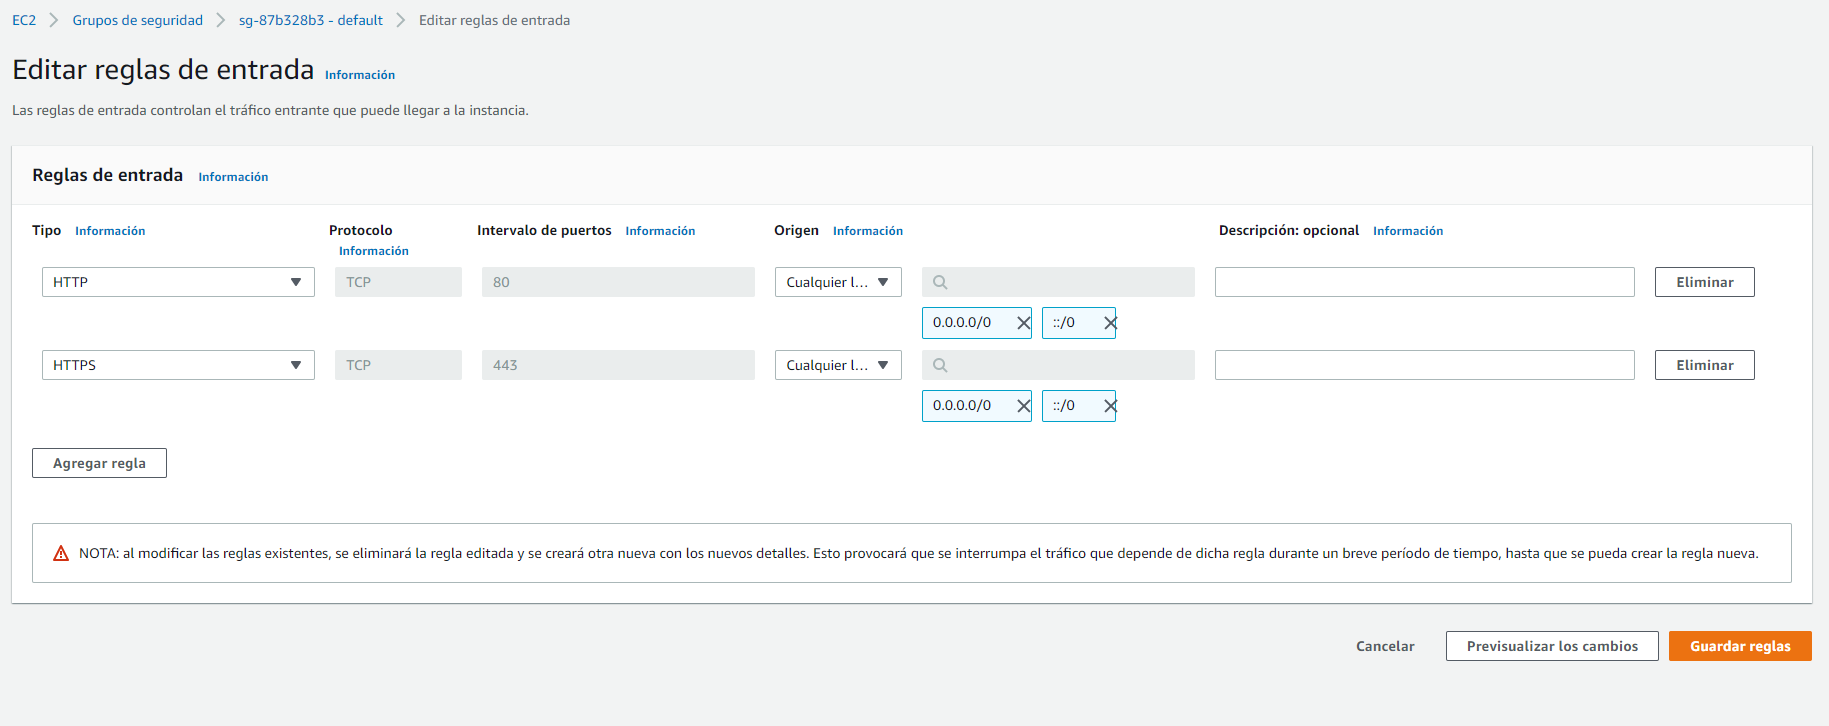 EC2 > Grupos de seguridad > sg-87b328b3 - default > Editar reglas de entrada
Editar reglas de entrada Información
Las reglas de entrada controlan el tráfico entrante que puede llegar a la instancia.
Reglas de entrada Información
Tipo Información Protocolo Información Intervalo de puertos Información Origen Información Descripción: opcional Información
HTTP TCP 80 Cualquier l... Eliminar
0.0.0.0/0 ::/0
HTTPS TCP 443 Cualquier l... Eliminar
0.0.0.0/0 ::/0
Agregar regla
NOTA: al modificar las reglas existentes, se eliminará la regla editada y se creará otra nueva con los nuevos detalles. Esto provocará que se interrumpa el tráfico que depende de dicha regla durante un breve período de tiempo, hasta que se pueda crear la regla nueva.
Cancelar Previsualizar los cambios Guardar reglas